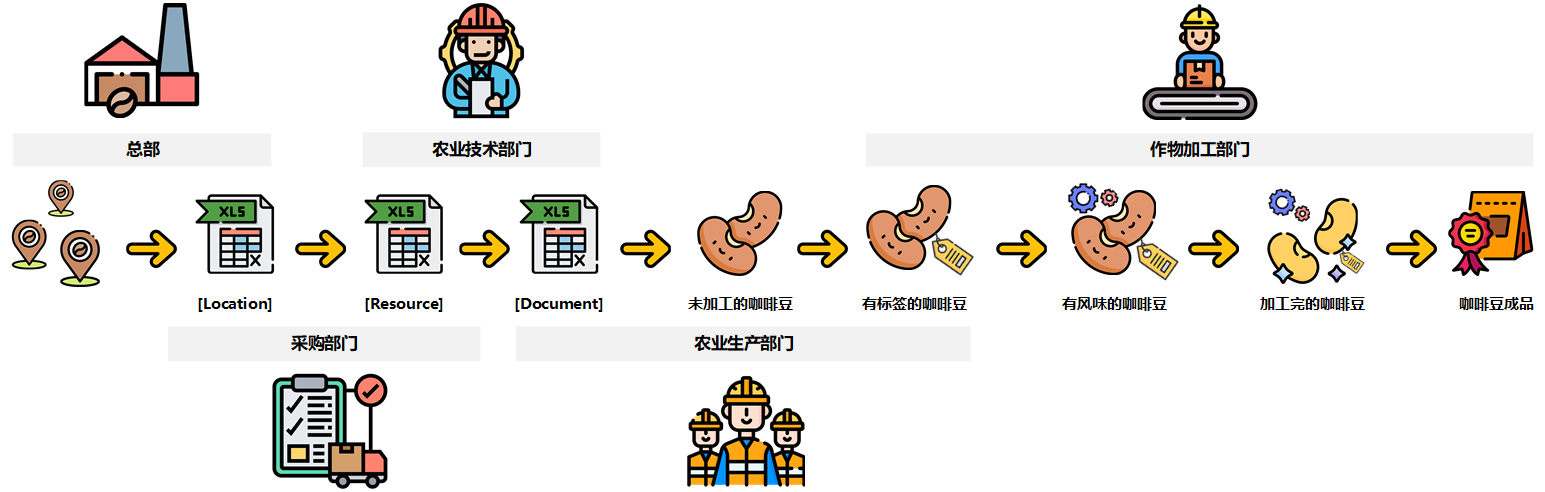 总部
农业技术部门
作物加工部门
XLS
XLS
XLS
X
X
X
[Location]
[Resource]
[Document]
未加工的咖啡豆
有标签的咖啡豆
有风味的咖啡豆
加工完的咖啡豆
咖啡豆成品
采购部门
农业生产部门